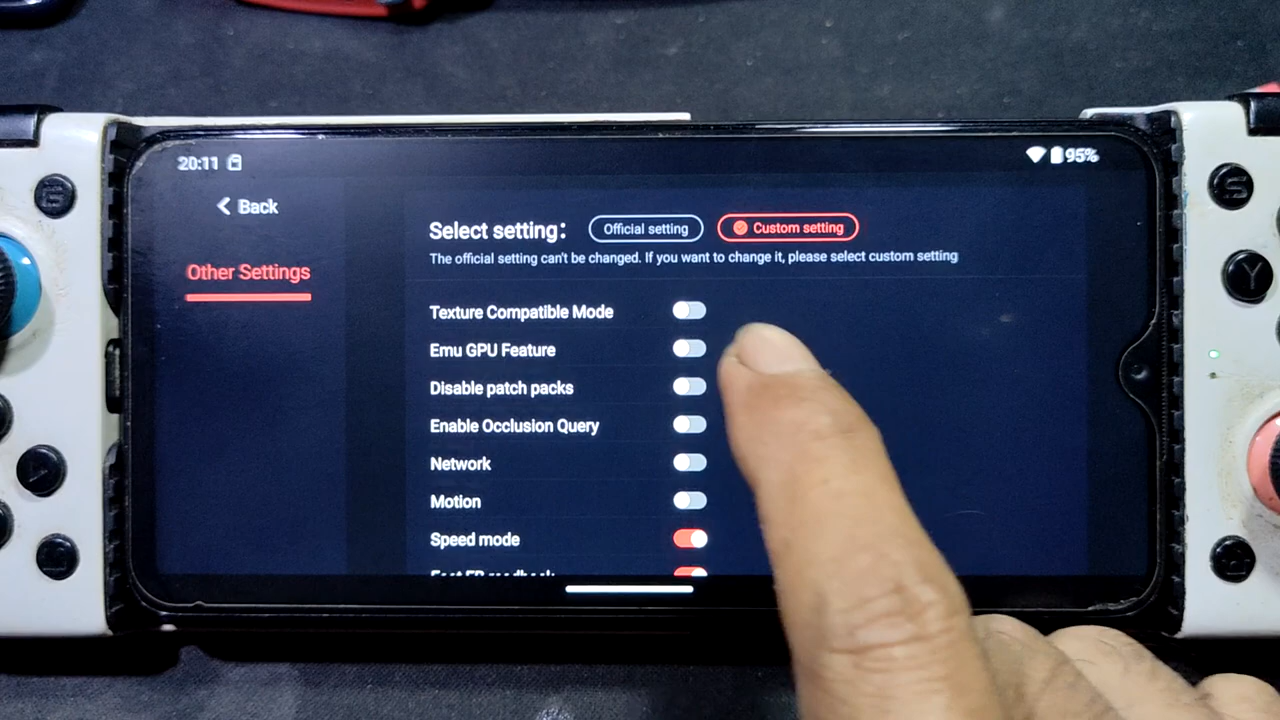 20:11
95%
Back
Select setting:
Official setting
Custom setting
The official setting can't be changed. If you want to change it, please select custom setting
Other Settings
Texture Compatible Mode
Emu GPU Feature
Disable patch packs
Enable Occlusion Query
Network
Motion
Speed mode
S
Y